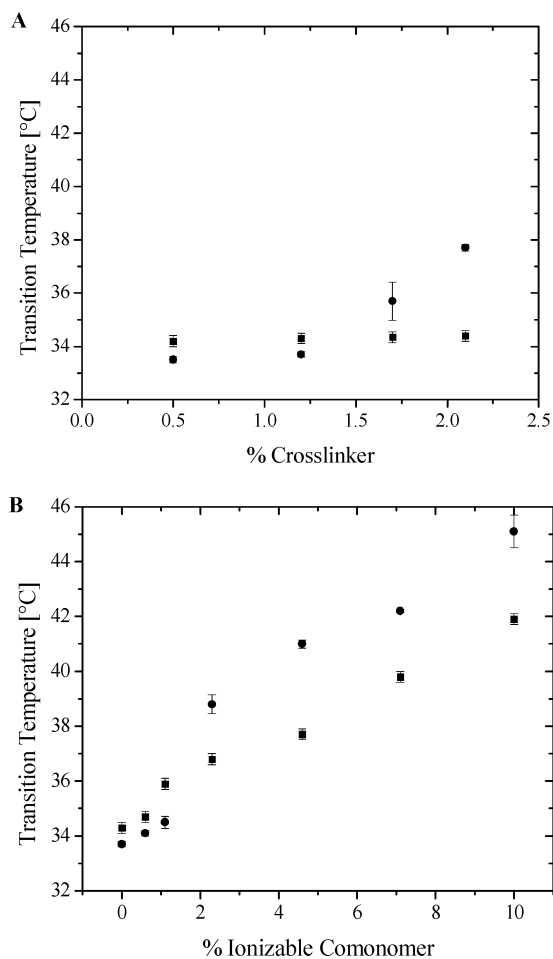 A
46
44
42
40
38
36
34
32
Transition Temperature [°C]
0.0 0.5 1.0 1.5 2.0 2.5
% Crosslinker
B
46
44
42
40
38
36
34
32
Transition Temperature [°C]
0 2 4 6 8 10
% Ionizable Comonomer